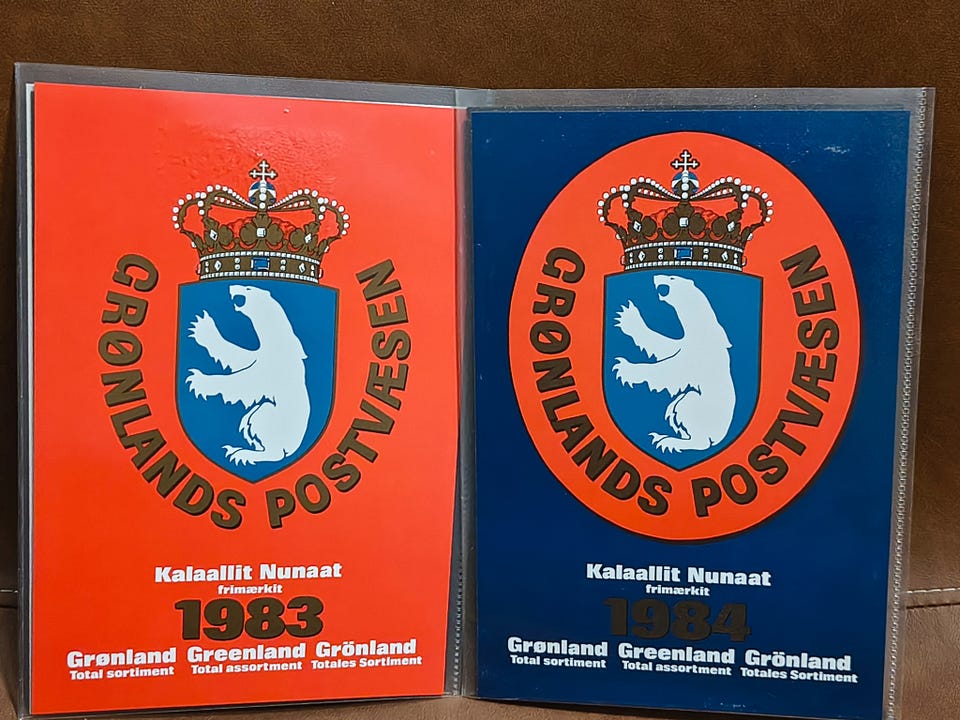 GRØNLANDS POSTVÆSEN
Kalaallit Nunaat
frimærkit
1983
Grønland Greenland Grönland
Total sortiment Total assortment Totales Sortiment
GRØNLANDS POSTVÆSEN
Kalaallit Nunaat
frimærkit
1984
Grønland Greenland Grönland
Total sortiment Total assortment Totales Sortiment